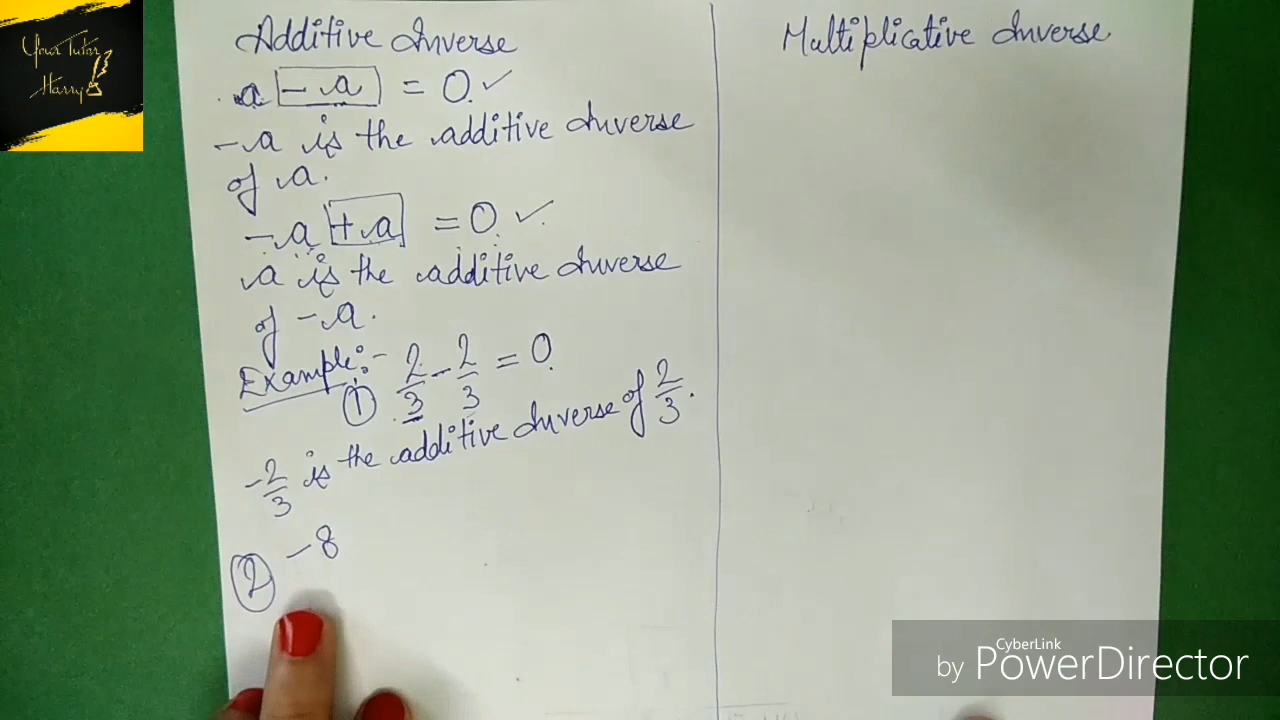 Your Tutor
Harry
Additive Inverse
a - a = 0 ✓
-a is the additive Inverse
of a.
-a + a = 0 ✓
a is the additive Inverse
of -a.
Example:-
① 2/3 - 2/3 = 0
-2/3 is the additive Inverse of 2/3.
② -8
Multiplicative Inverse
CyberLink
by PowerDirector